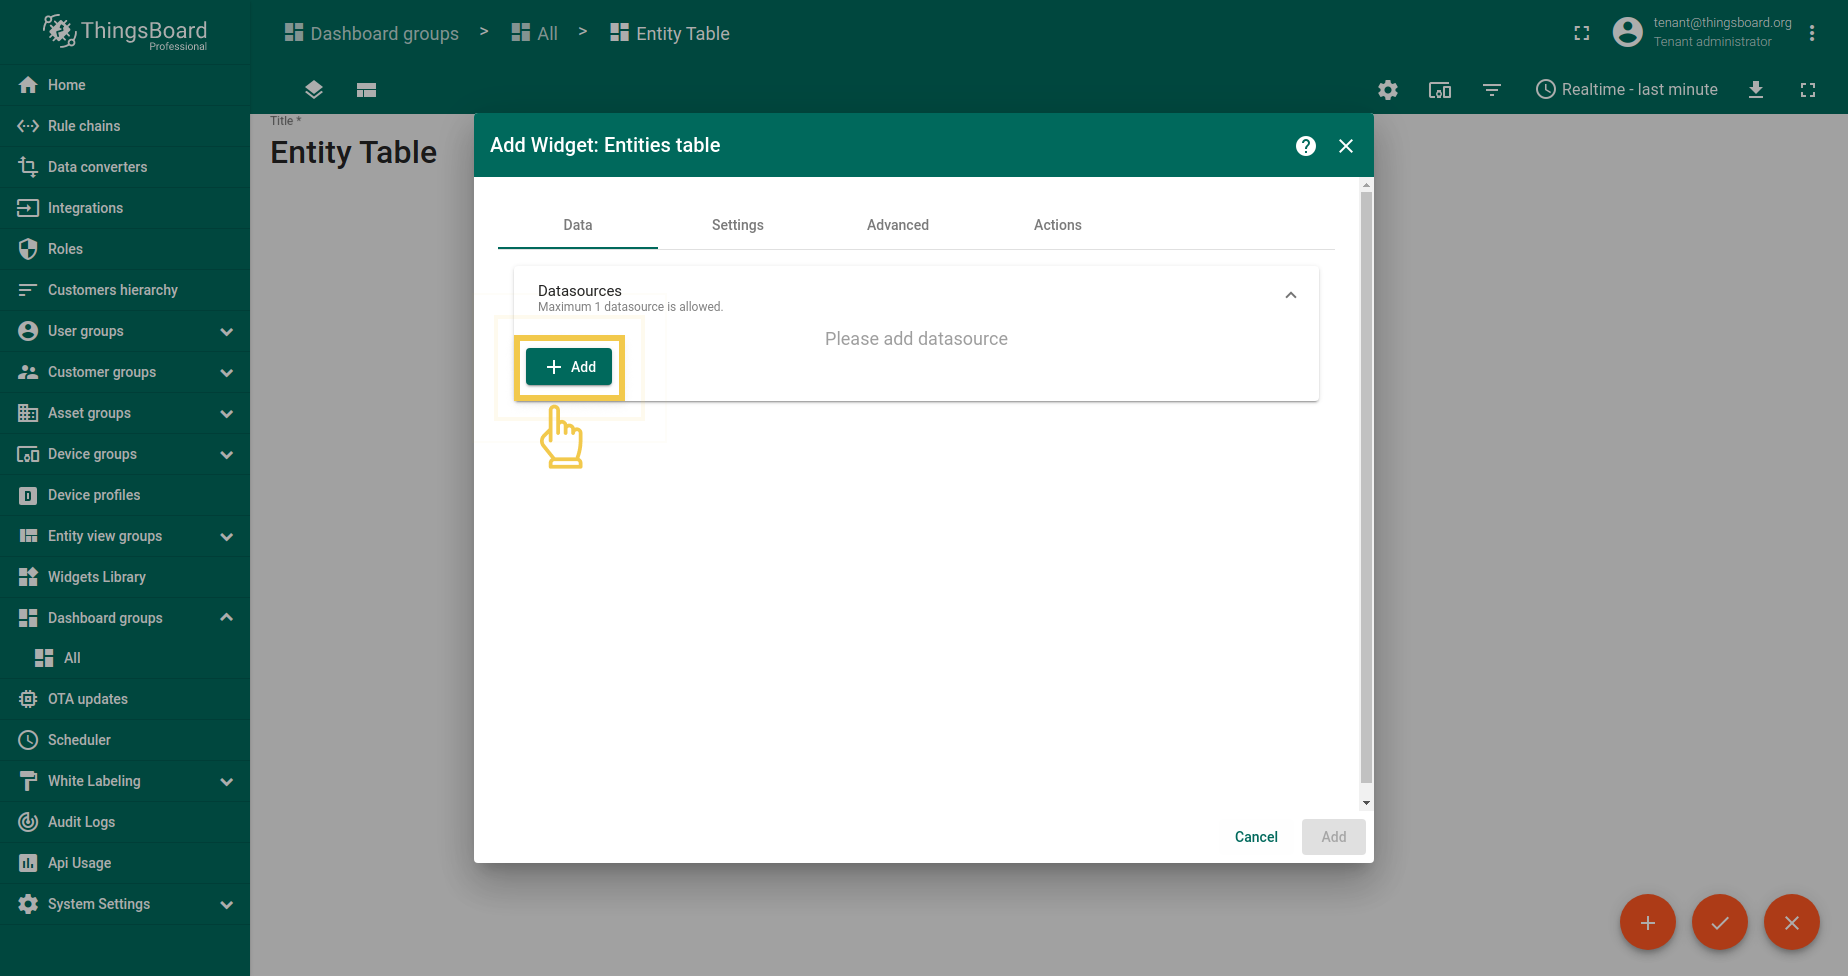 ThingsBoard
Professional
Home
Rule chains
Data converters
Integrations
Roles
Customers hierarchy
User groups
Customer groups
Asset groups
Device groups
Device profiles
Entity view groups
Widgets Library
Dashboard groups
All
OTA updates
Scheduler
White Labeling
Audit Logs
Api Usage
System Settings
Dashboard groups > All > Entity Table
tenant@thingsboard.org
Tenant administrator
Realtime - last minute
Title *
Entity Table
Add Widget: Entities table
Data Settings Advanced Actions
Datasources
Maximum 1 datasource is allowed.
Please add datasource
+ Add
Cancel Add